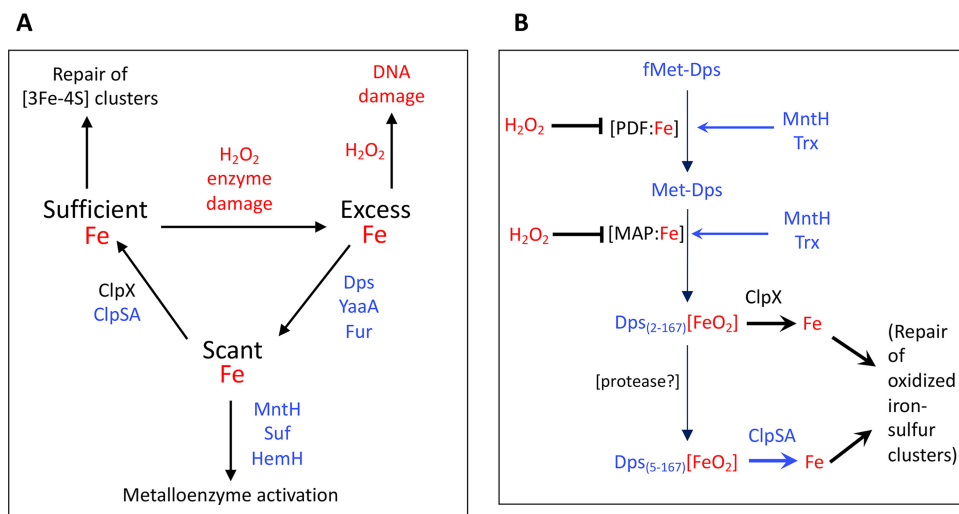 A
Repair of
[3Fe-4S] clusters
DNA
damage
H₂O₂
enzyme
damage
H₂O₂
Sufficient
Fe
Excess
Fe
ClpX
ClpSA
Dps
YaaA
Fur
Scant
Fe
MntH
Suf
HemH
Metalloenzyme activation
B
fMet-Dps
H₂O₂
[PDF:Fe]
MntH
Trx
Met-Dps
H₂O₂
[MAP:Fe]
MntH
Trx
ClpX
Dps₍₂₋₁₆₇₎[FeO₂]
Fe
(Repair
of
oxidized
iron-
sulfur
clusters)
[protease?]
ClpSA
Dps₍₅₋₁₆₇₎[FeO₂]
Fe